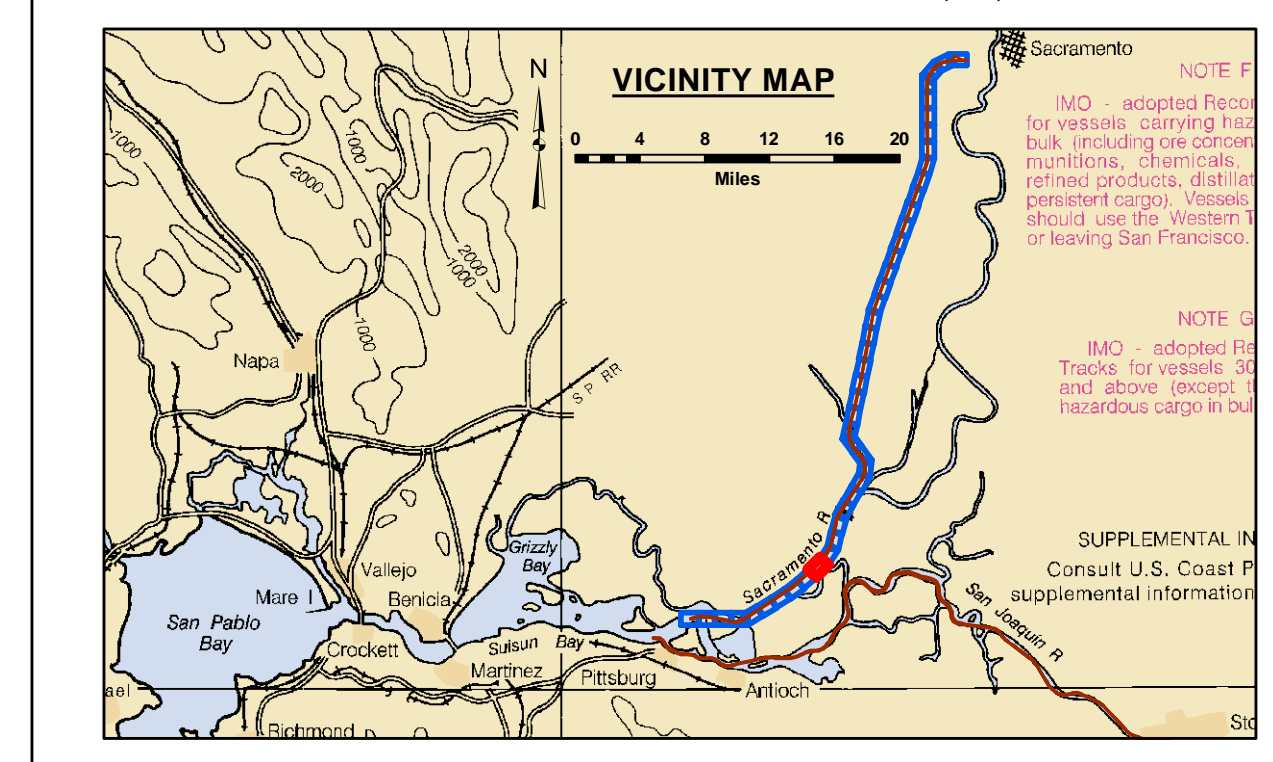 Sacramento
N
VICINITY MAP
NOTE F
IMO - adopted Recor
for vessels carrying haz
bulk (including ore concen
munitions, chemicals,
refined products, distillat
persistent cargo). Vessels
should use the Western T
or leaving San Francisco.
0 4 8 12 16 20
Miles
1000
1000
2000
2000
1000
1000
NOTE G
IMO - adopted Re
Tracks for vessels 30
and above (except t
hazardous cargo in bul
Napa
S P RR
Sacramento R
Grizzly
Bay
SUPPLEMENTAL IN
Consult U.S. Coast P
supplemental information
Vallejo
Mare I
Benicia
San Pablo
Bay
Crockett
Suisun Bay
Martinez
Pittsburg
Antioch
San Joaquin R
ael
Richmond
Sto